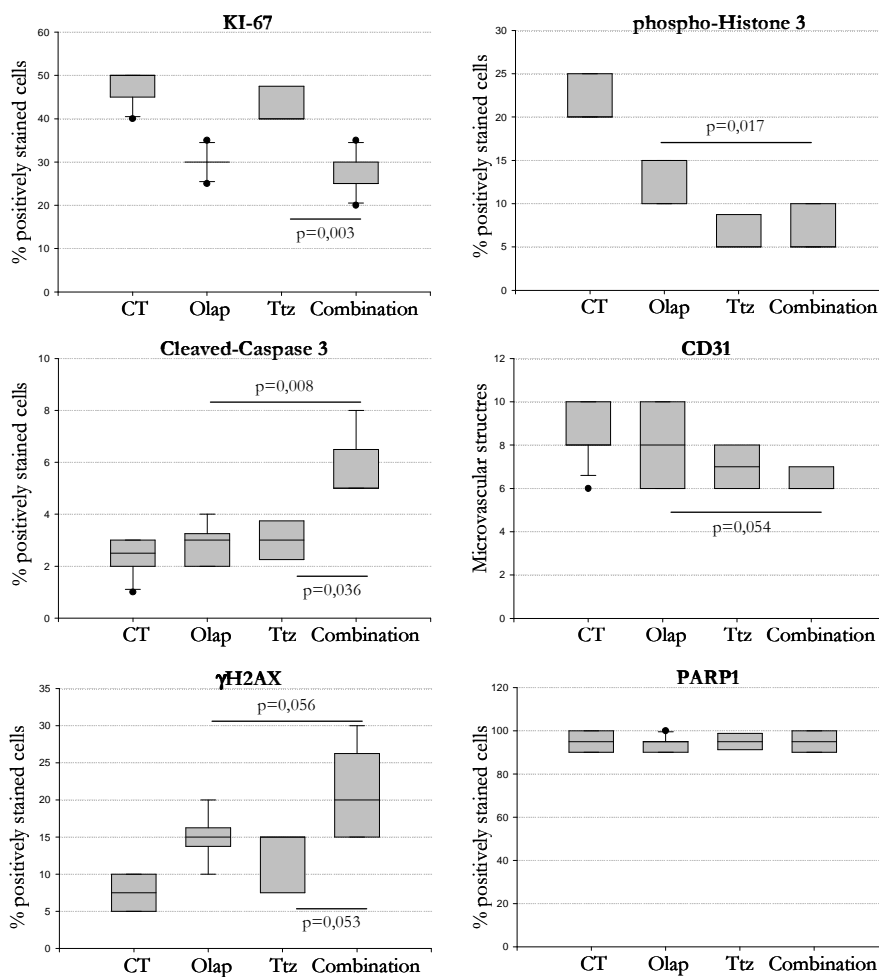 KI-67
60
50
40
30
20
10
0
% positively stained cells
p=0,003
CT Olap Ttz Combination
phospho-Histone 3
30
25
20
15
10
5
0
% positively stained cells
p=0,017
CT Olap Ttz Combination
Cleaved-Caspase 3
10
8
6
4
2
0
% positively stained cells
p=0,008
p=0,036
CT Olap Ttz Combination
CD31
12
10
8
6
4
2
0
Microvascular structres
p=0,054
CT Olap Ttz Combination
γH2AX
35
30
25
20
15
10
5
0
% positively stained cells
p=0,056
p=0,053
CT Olap Ttz Combination
PARP1
120
100
80
60
40
20
0
% positively stained cells
CT Olap Ttz Combination